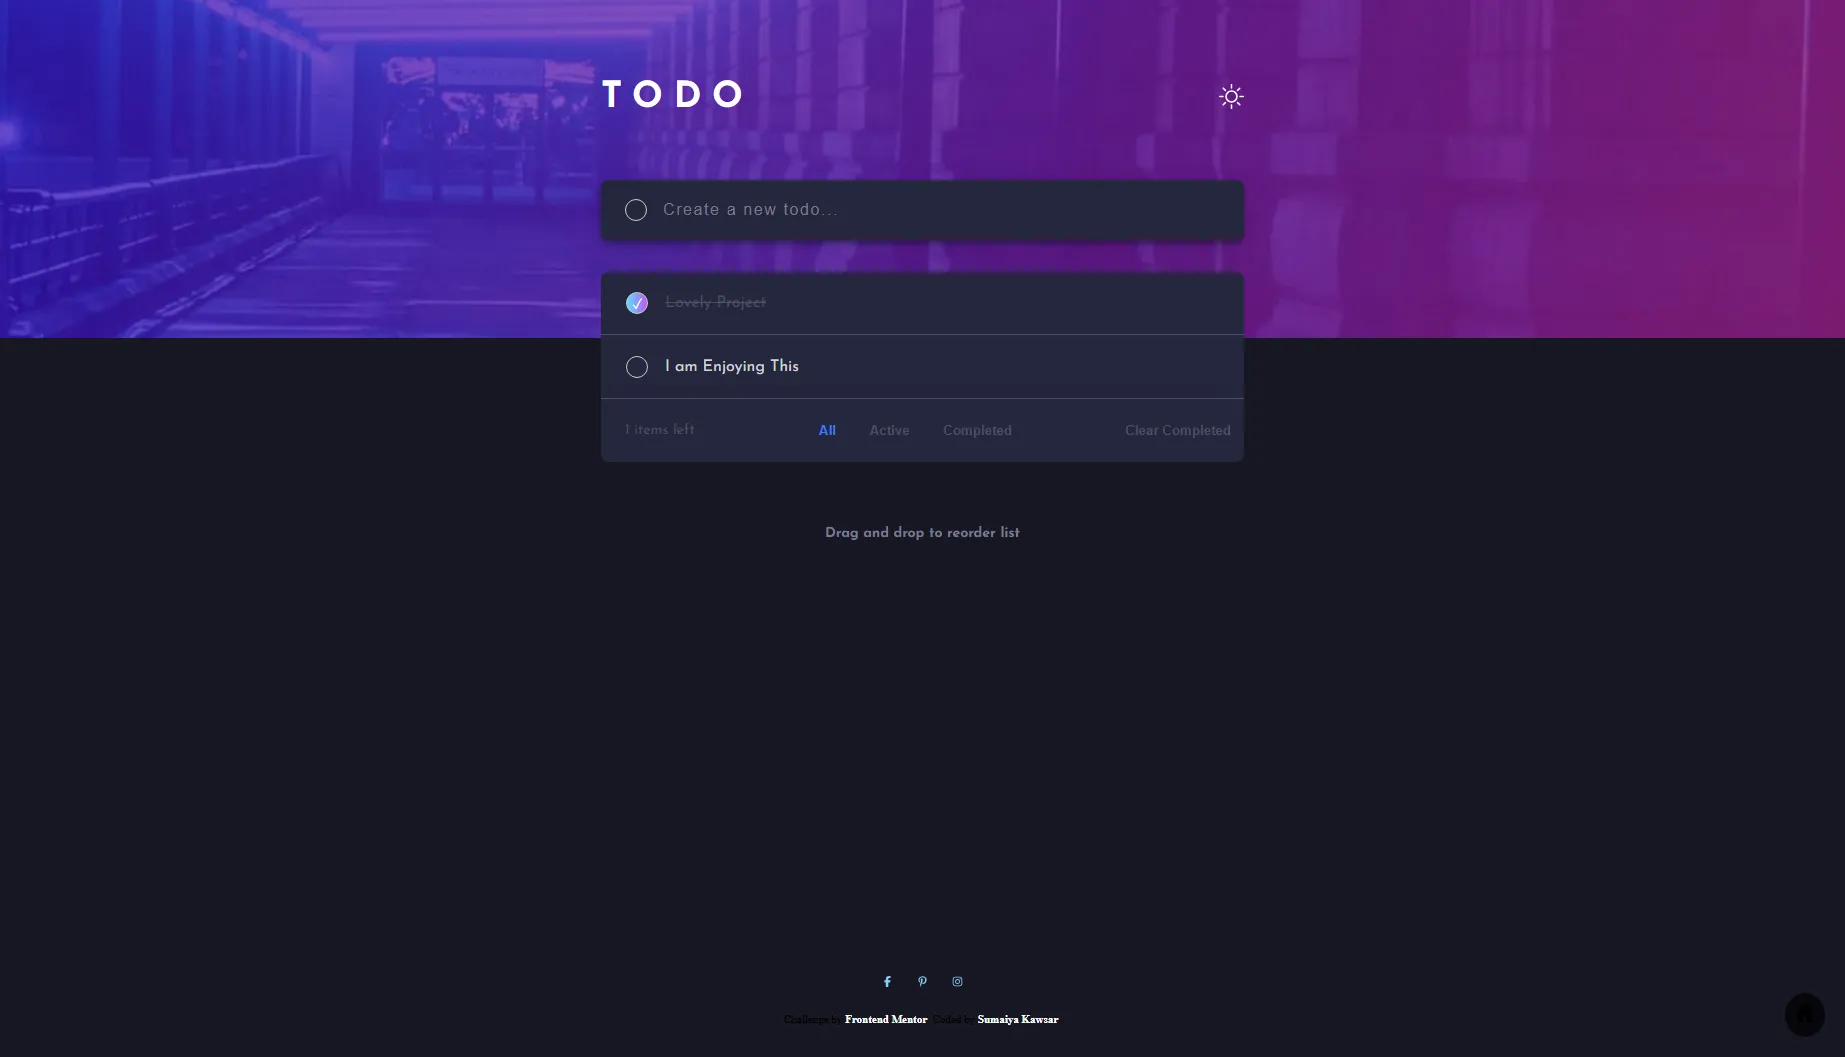 TODO
Create a new todo...
Lovely Project
I am Enjoying This
1 items left All Active Completed Clear Completed
Drag and drop to reorder list
Challenge by Frontend Mentor. Coded by Sumaiya Kawsar